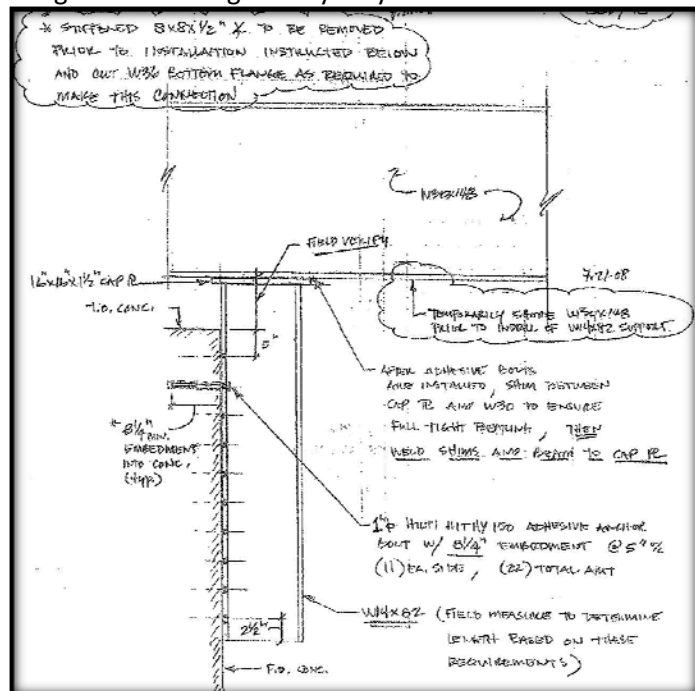 * STIFFENED 8x8x1/2" ∡ TO BE REMOVED
PRIOR TO INSTALLATION INSTRUCTED BELOW
AND CUT W36 BOTTOM FLANGE AS REQUIRED TO
MAKE THIS CONNECTION
FIELD VERIFY
16"x16"x1 1/2" CAP PL
T.O. CONC.
5"
7-21-08
TEMPORARILY SHORE
PRIOR TO INSTALL OF W14x82 SUPPORT
AFTER ADHESIVE BOLTS
ARE INSTALLED, SHIM BETWEEN
CAP PL AND W30 TO ENSURE
FULL TIGHT BEARING, THEN
WELD SHIMS AND BEAM TO CAP PL
* 8 1/4" MIN.
EMBEDMENT
INTO CONC.
(TYP.)
1"φ HILTI HIT HY 150 ADHESIVE ANCHOR
BOLT W/ 8 1/4" EMBEDMENT @ 5" %
(11) EA. SIDE, (22) TOTAL AMT
W14x82 (FIELD MEASURE TO DETERMINE
LENGTH BASED ON THESE
REQUIREMENTS)
2 1/2"
F.O. CONC.